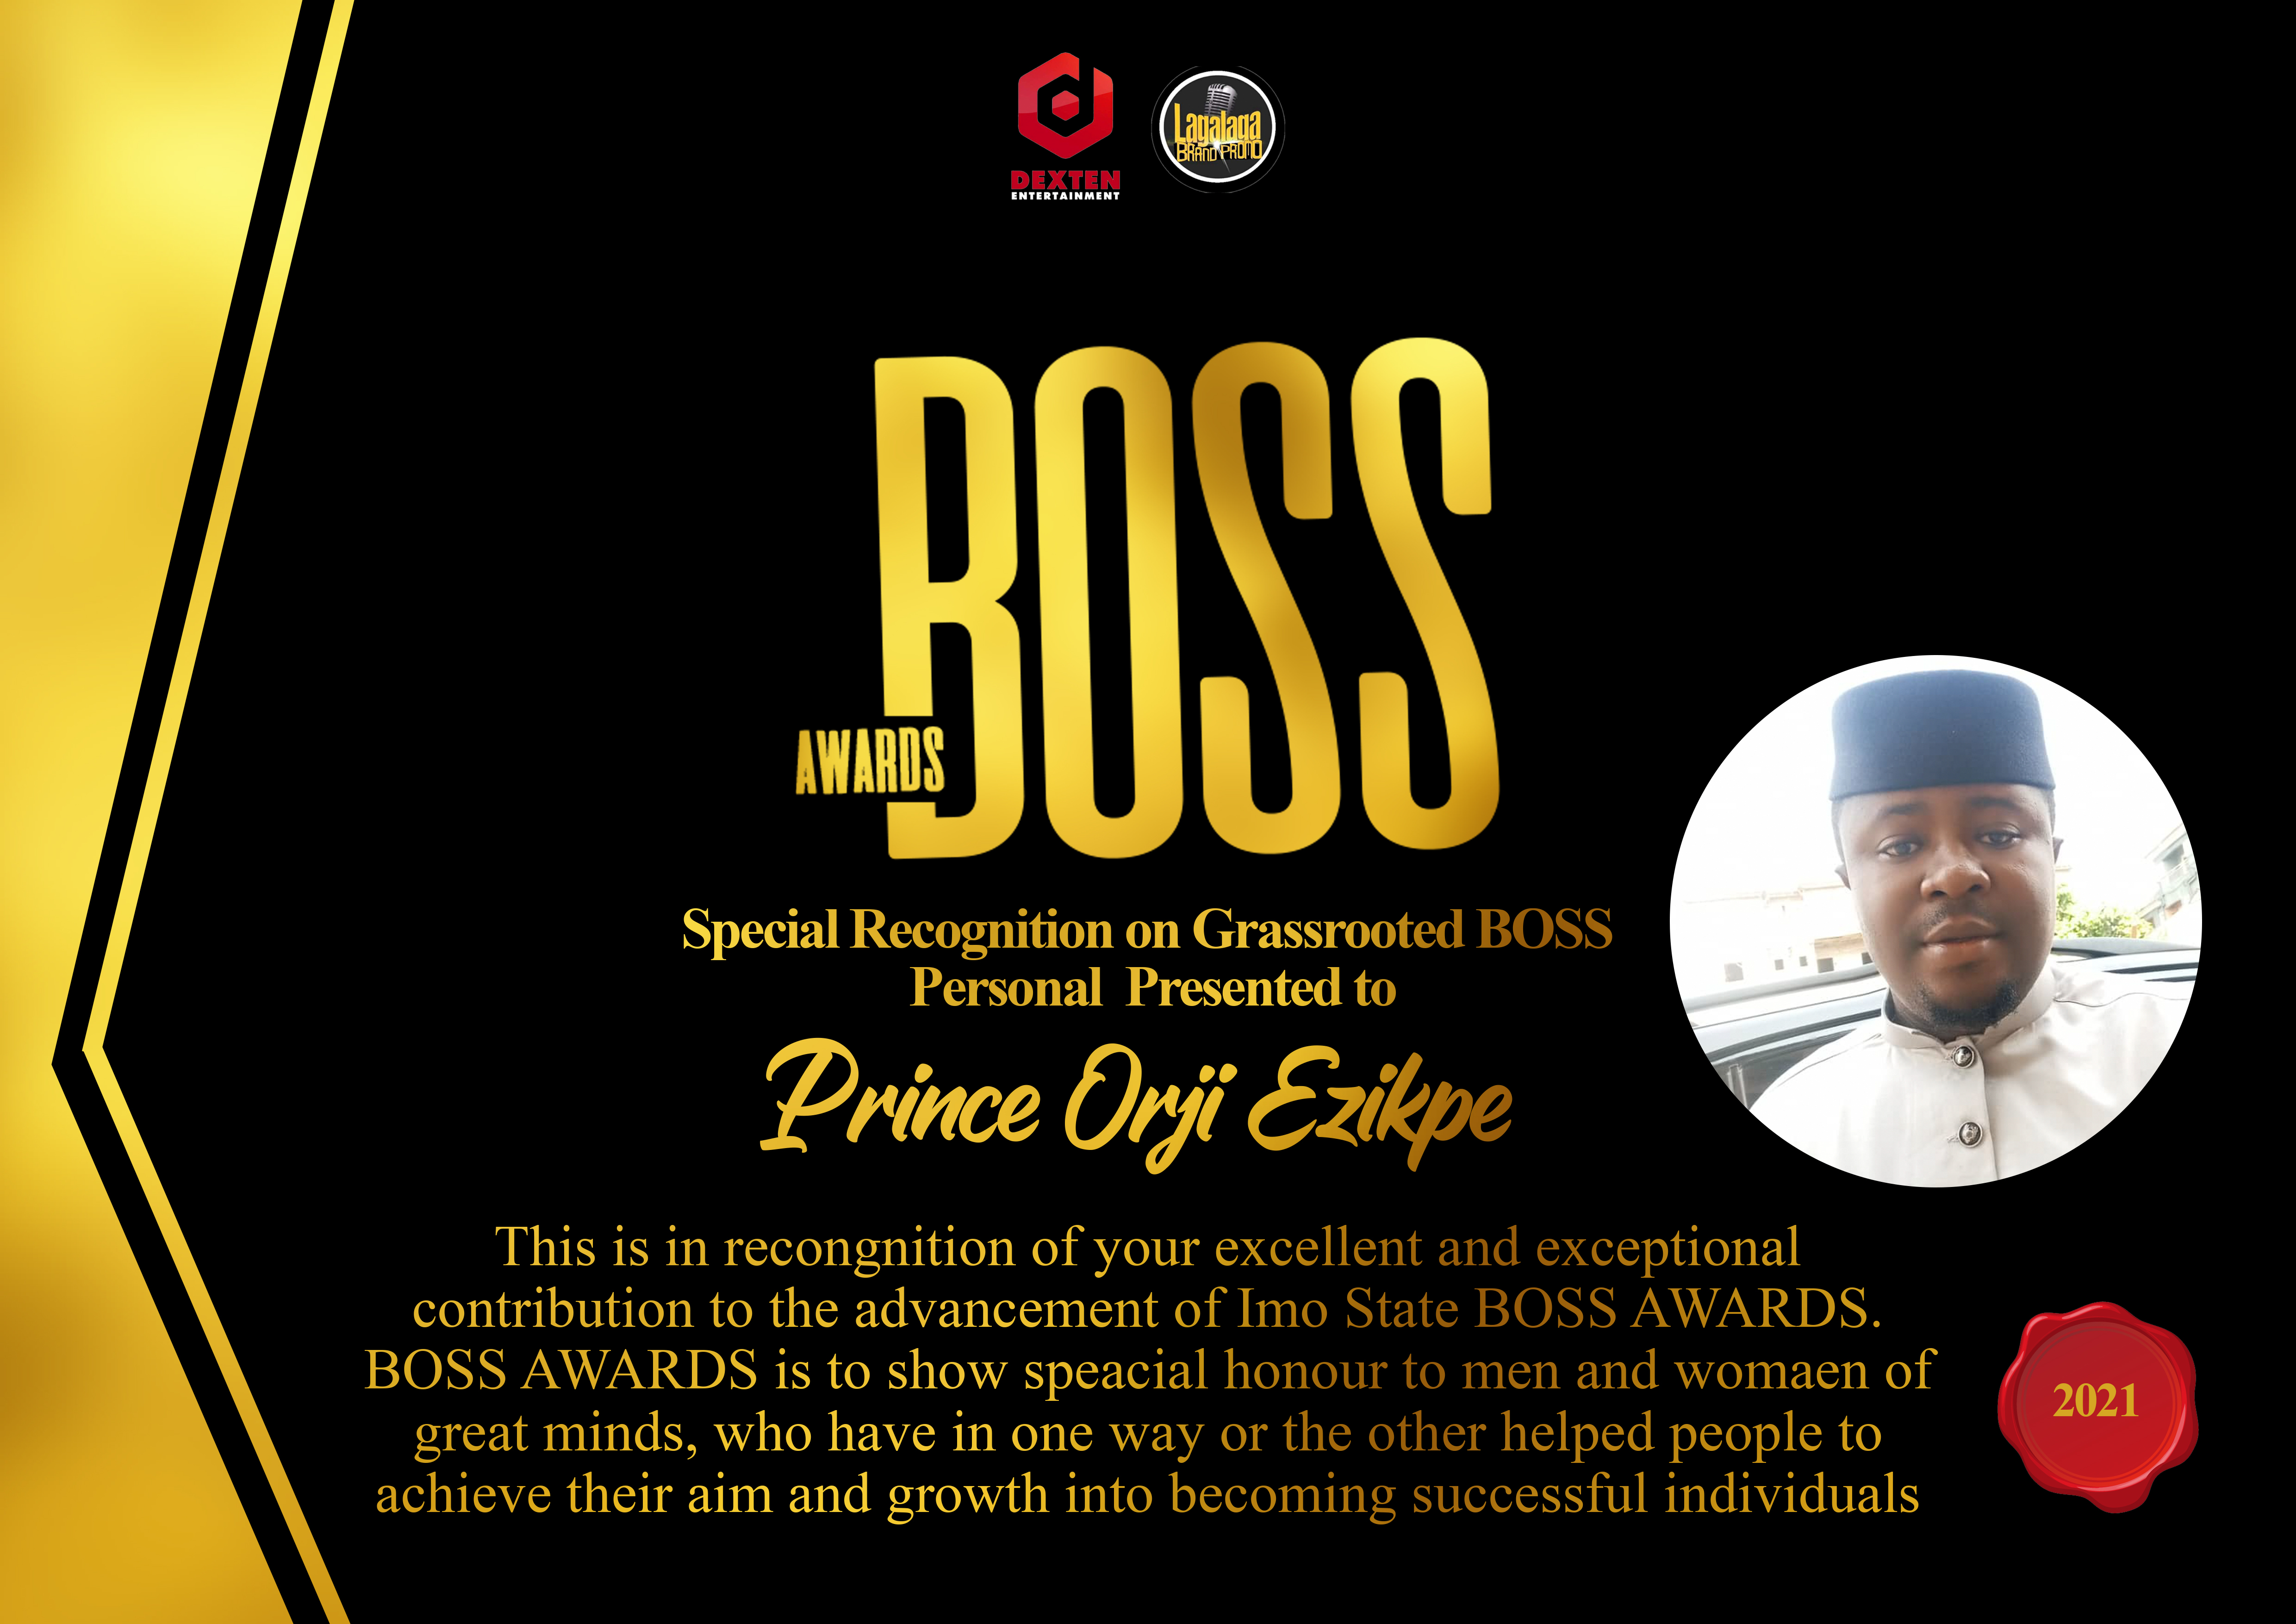 DEXTEN
ENTERTAINMENT
Lagalaga
BRAND PROMO
BOSS
AWARDS
Special Recognition on Grassrooted BOSS
Personal Presented to
Prince Orji Ezikpe
This is in recongnition of your excellent and exceptional
contribution to the advancement of Imo State BOSS AWARDS.
BOSS AWARDS is to show speacial honour to men and womaen of
great minds, who have in one way or the other helped people to
achieve their aim and growth into becoming successful individuals
2021